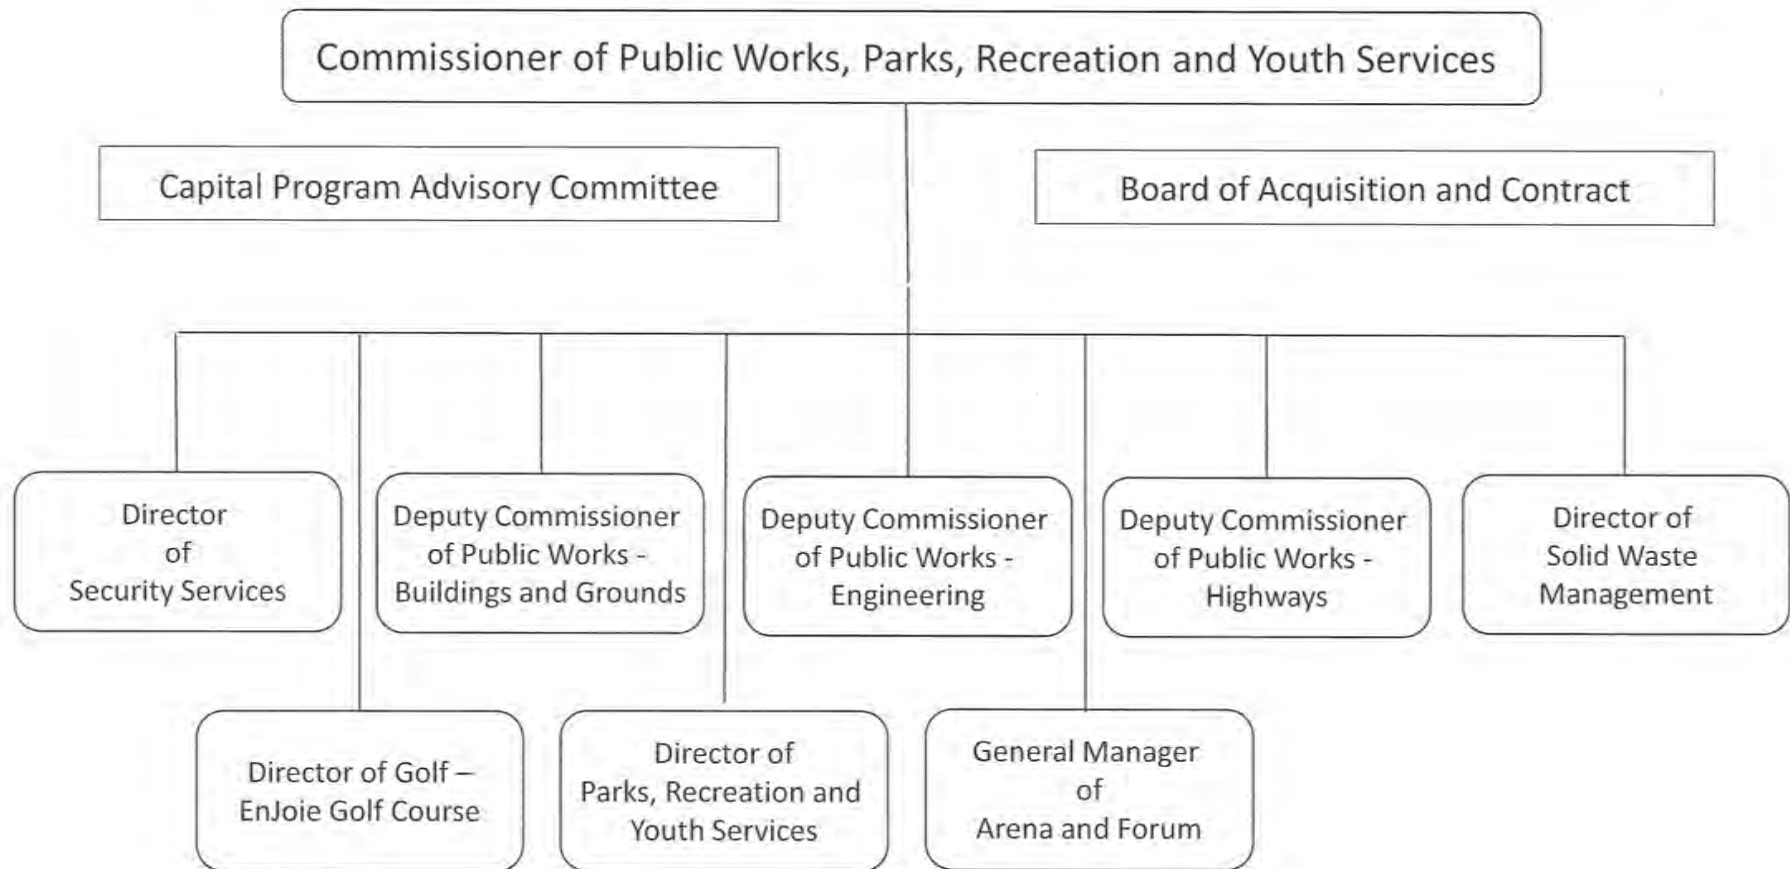 Commissioner of Public Works, Parks, Recreation and Youth Services
Capital Program Advisory Committee
Board of Acquisition and Contract
Director
of
Security Services
Deputy Commissioner
of Public Works -
Buildings and Grounds
Deputy Commissioner
of Public Works -
Engineering
Deputy Commissioner
of Public Works -
Highways
Director of
Solid Waste
Management
Director of Golf –
EnJoie Golf Course
Director of
Parks, Recreation and
Youth Services
General Manager
of
Arena and Forum